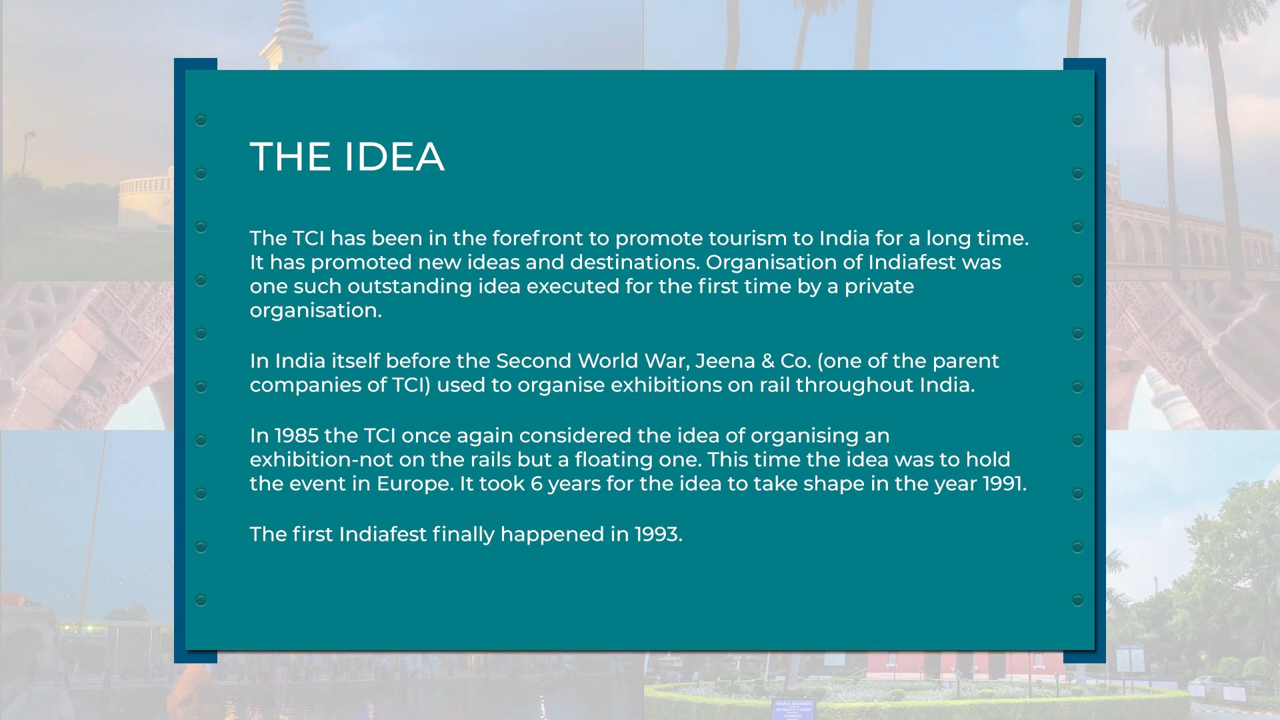 THE IDEA
The TCI has been in the forefront to promote tourism to India for a long time.
It has promoted new ideas and destinations. Organisation of Indiafest was
one such outstanding idea executed for the first time by a private
organisation.
In India itself before the Second World War, Jeena & Co. (one of the parent
companies of TCI) used to organise exhibitions on rail throughout India.
In 1985 the TCI once again considered the idea of organising an
exhibition-not on the rails but a floating one. This time the idea was to hold
the event in Europe. It took 6 years for the idea to take shape in the year 1991.
The first Indiafest finally happened in 1993.